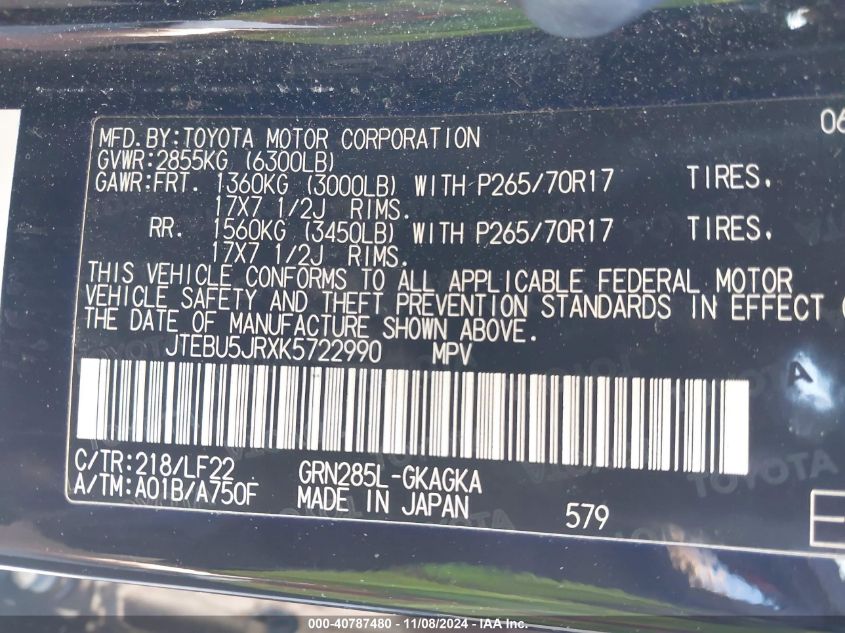 06
MFD.BY:TOYOTA MOTOR CORPORATION
GVWR:2855KG (6300LB)
GAWR:FRT. 1360KG (3000LB) WITH P265/70R17 TIRES.
17X7 1/2J RIMS.
RR. 1560KG (3450LB) WITH P265/70R17 TIRES.
17X7 1/2J RIMS.
THIS VEHICLE CONFORMS TO ALL APPLICABLE FEDERAL MOTOR
VEHICLE SAFETY AND THEFT PREVENTION STANDARDS IN EFFECT
THE DATE OF MANUFACTURE SHOWN ABOVE.
JTEBU5JRXK5722990 MPV
A
C/TR:218/LF22 GRN285L-GKAGKA
A/TM:A01B/A750F MADE IN JAPAN 579
TOYOTA
000-40787480 - 11/08/2024 - IAA Inc.